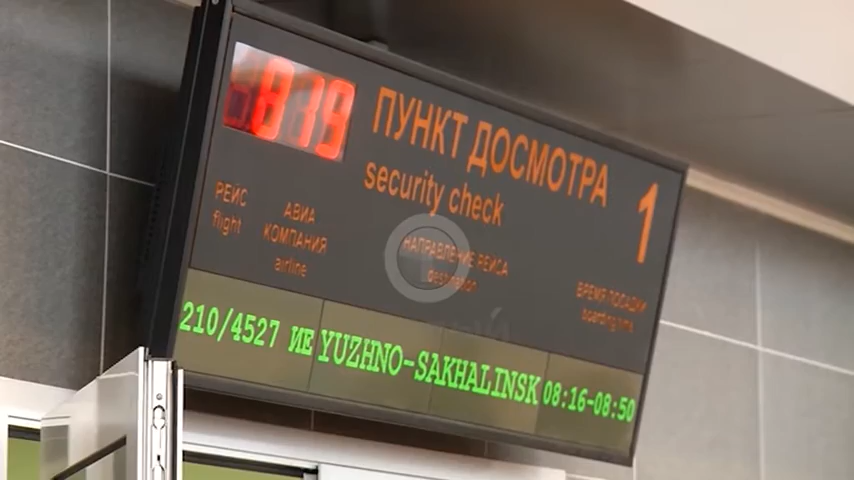 819
ПУНКТ ДОСМОТРА
security check
1
РЕЙС
flight
АВИА
КОМПАНИЯ
airline
НАПРАВЛЕНИЕ РЕЙСА
destination
ВРЕМЯ ПОСАДКИ
boarding time
210/4527 ИЕ YUZHNO-SAKHALINSK 08:16-08:50